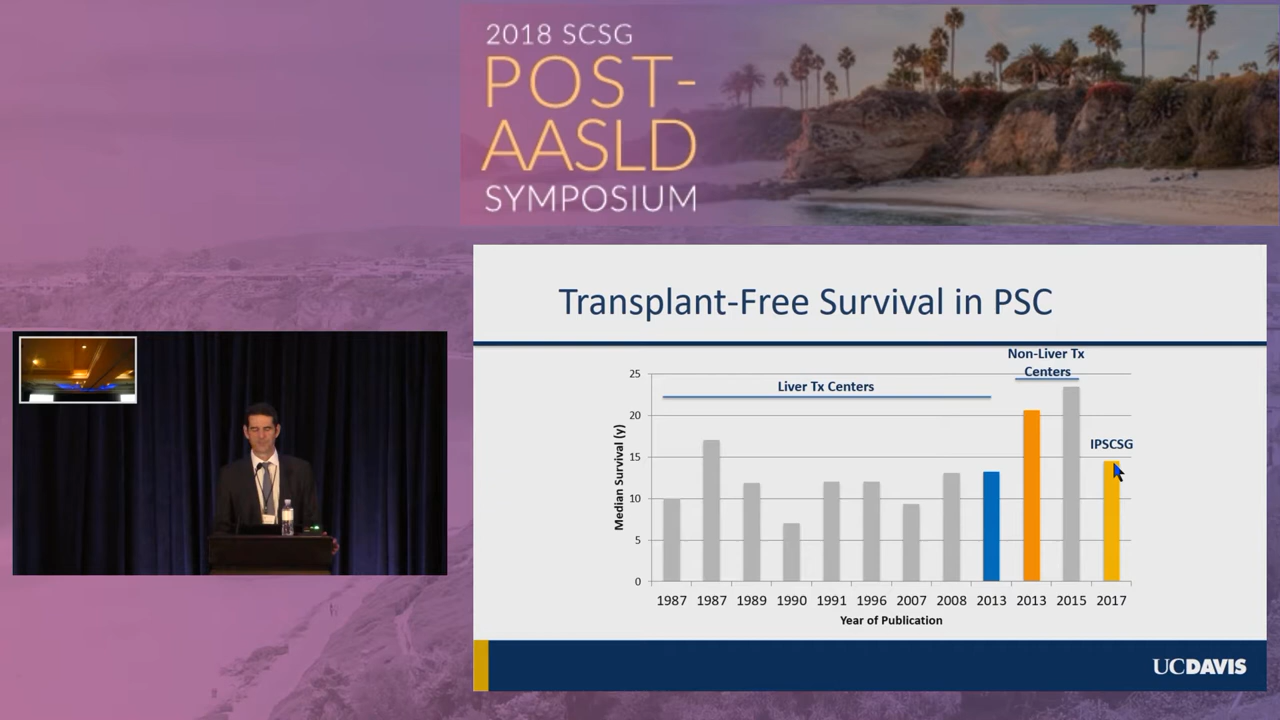 2018 SCSG
POST-
AASLD
SYMPOSIUM
Transplant-Free Survival in PSC
Non-Liver Tx
Centers
Liver Tx Centers
IPSCSG
Median Survival (y)
25
20
15
10
5
0
1987 1987 1989 1990 1991 1996 2007 2008 2013 2013 2015 2017
Year of Publication
UCDAVIS